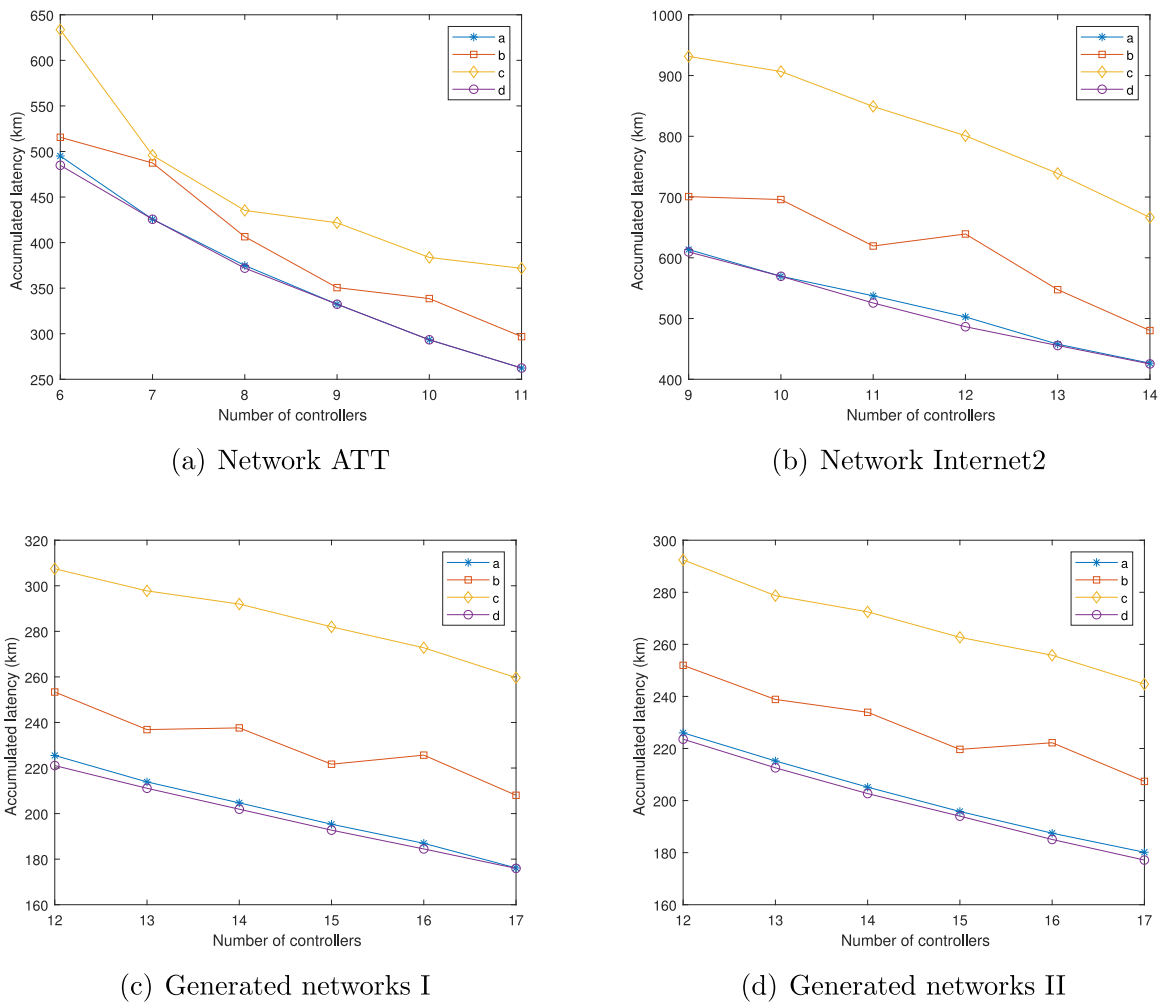 650
600
550
500
450
400
350
300
250
Accumulated latency (km)
6 7 8 9 10 11
Number of controllers
a
b
c
d
(a) Network ATT
1000
900
800
700
600
500
400
Accumulated latency (km)
9 10 11 12 13 14
Number of controllers
a
b
c
d
(b) Network Internet2
320
300
280
260
240
220
200
180
160
Accumulated latency (km)
12 13 14 15 16 17
Number of controllers
a
b
c
d
(c) Generated networks I
300
280
260
240
220
200
180
160
Accumulated latency (km)
12 13 14 15 16 17
Number of controllers
a
b
c
d
(d) Generated networks II